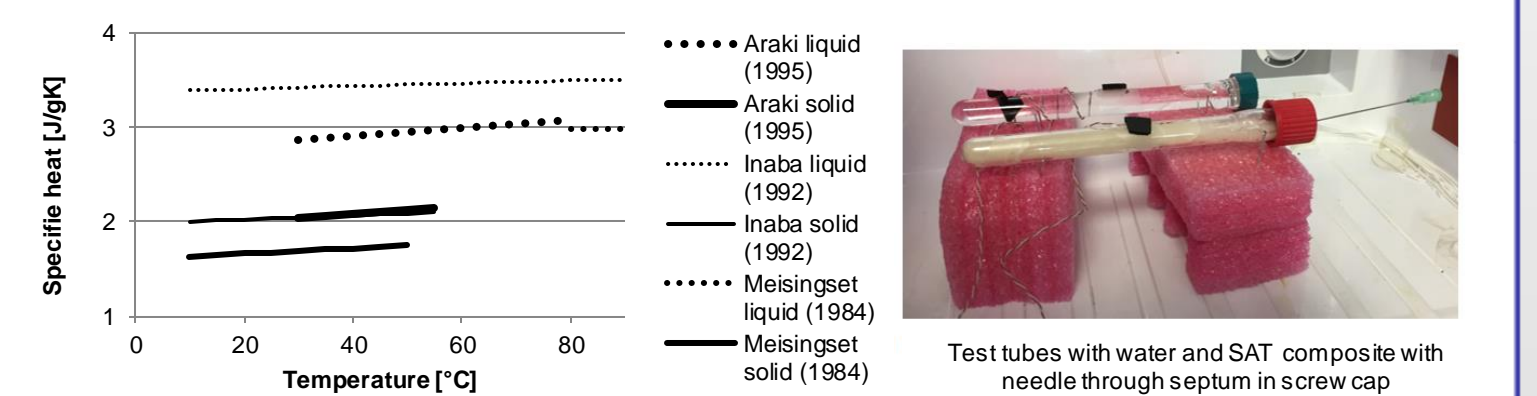 4
3
2
1
0
20
40
60
80
Specifie heat [J/gK]
Temperature [°C]
Araki liquid
(1995)
Araki solid
(1995)
Inaba liquid
(1992)
Inaba solid
(1992)
Meisingset
liquid (1984)
Meisingset
solid (1984)
Test tubes with water and SAT composite with
needle through septum in screw cap